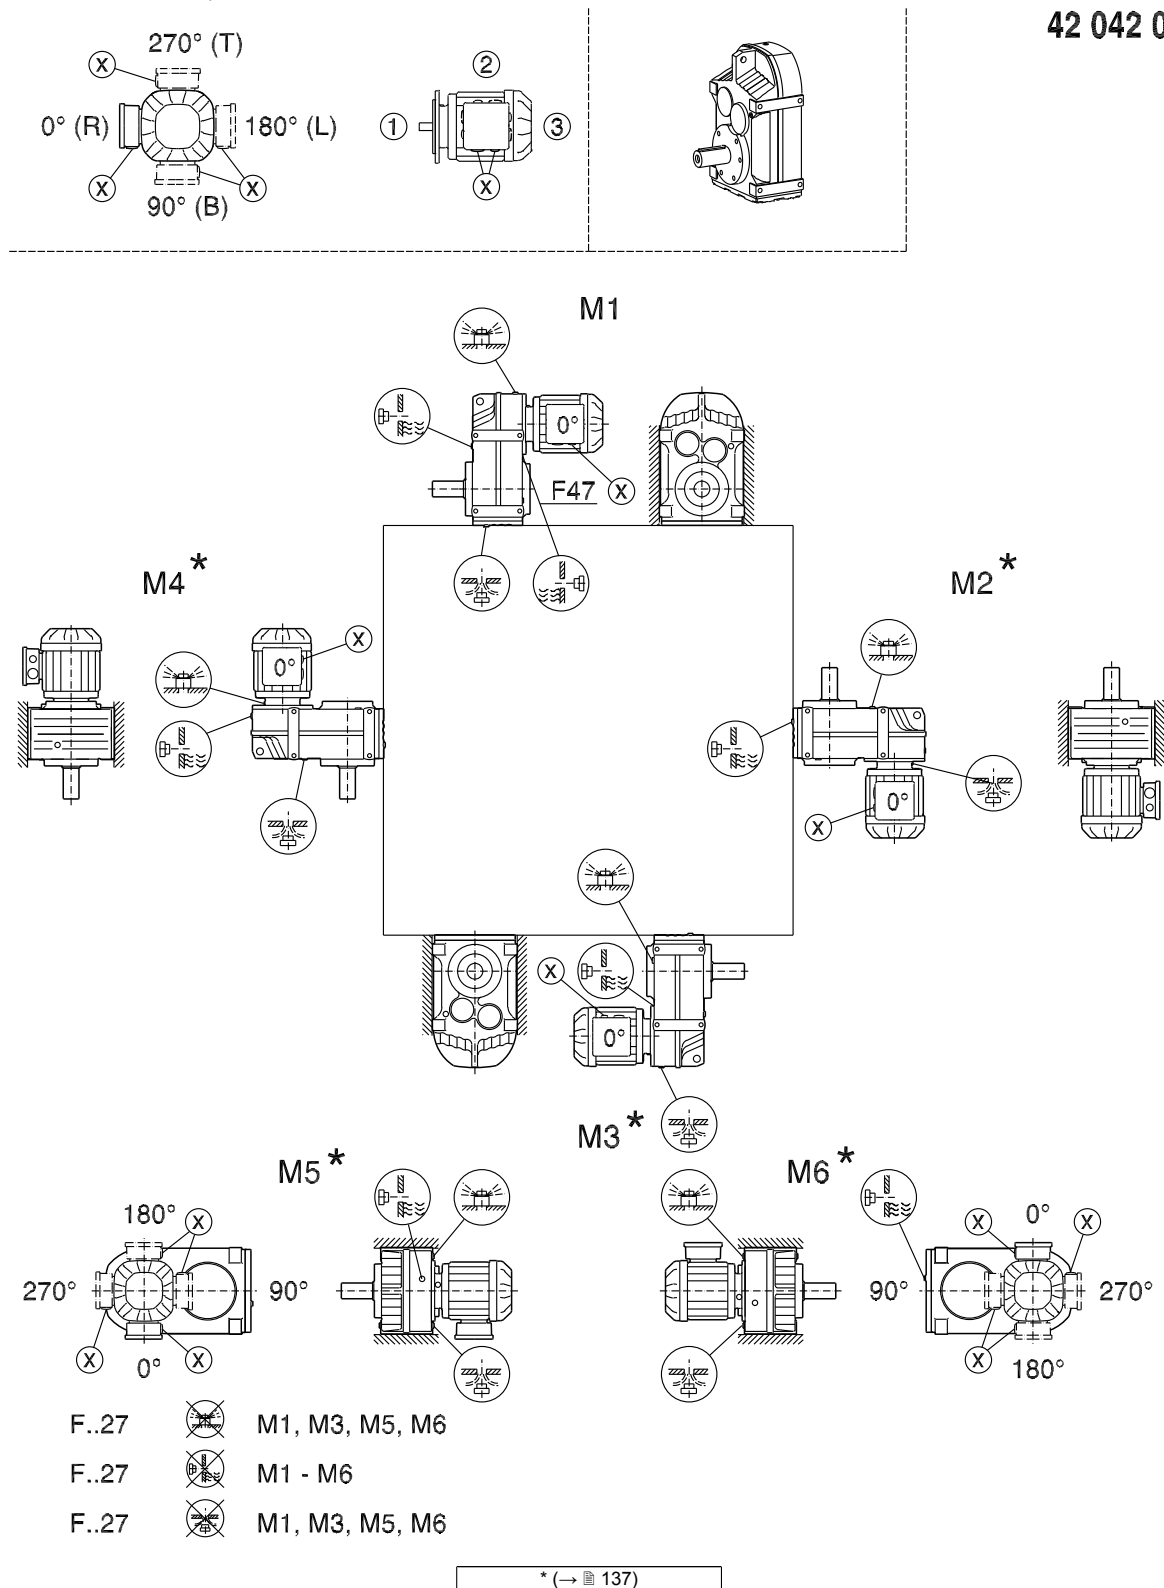 42 042 0
270° (T)
X
0° (R)
180° (L)
X
X
90° (B)
2
1
3
X
M1
0°
F47
X
M4*
M2*
X
0°
0°
X
X
0°
M3*
M5*
M6*
180°
X
270°
90°
X
0°
X
X
0°
X
90°
270°
X
180°
F..27
M1, M3, M5, M6
F..27
M1 - M6
F..27
M1, M3, M5, M6
* (→ 137)